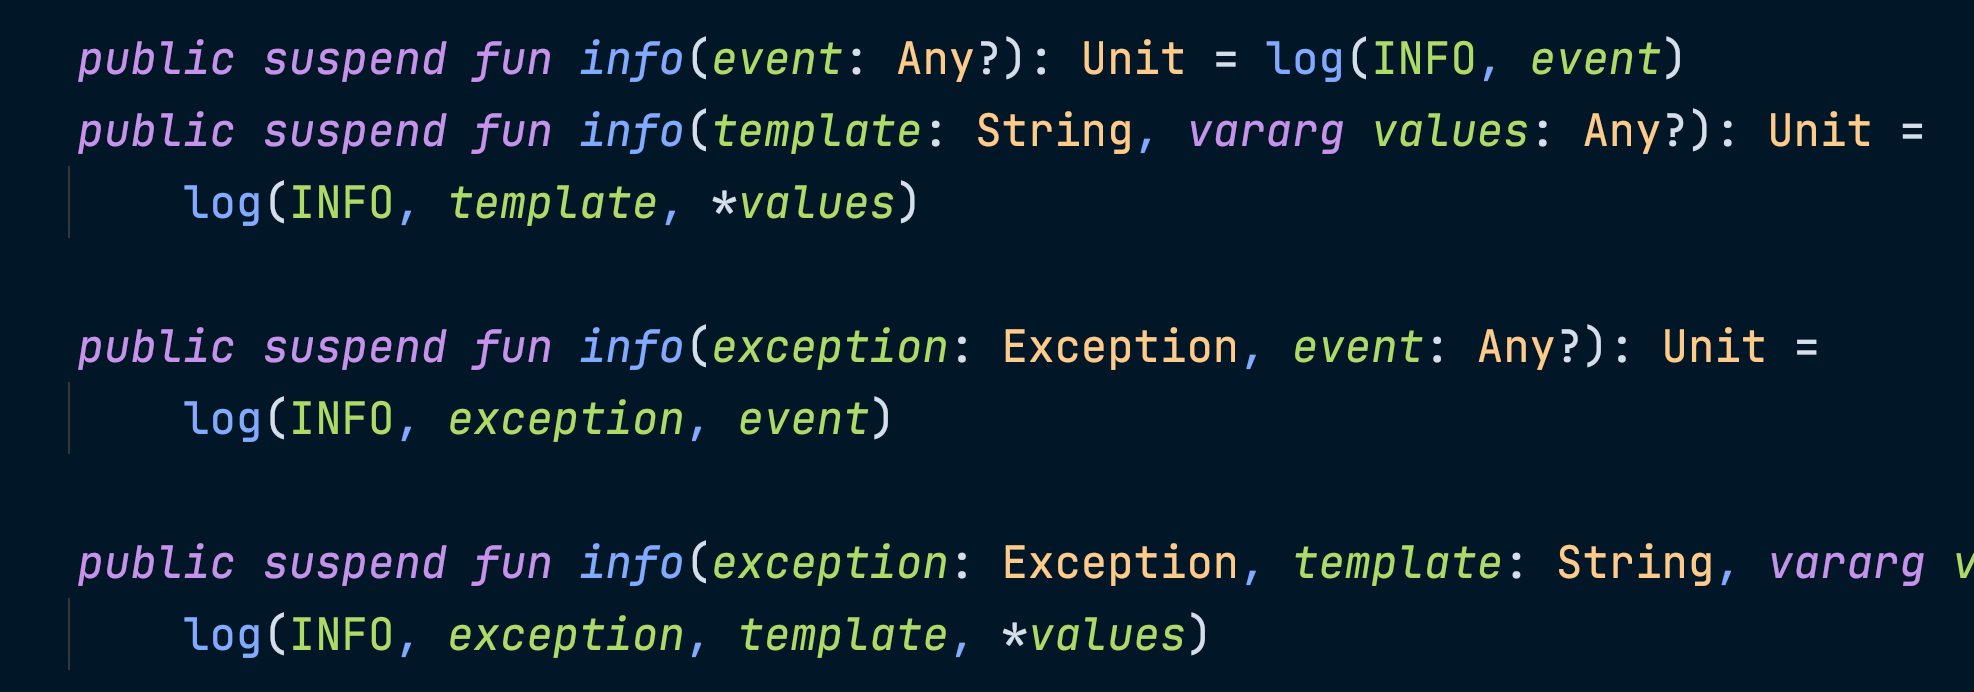 public suspend fun info(event: Any?): Unit = log(INFO, event)
public suspend fun info(template: String, vararg values: Any?): Unit =
log(INFO, template, *values)
public suspend fun info(exception: Exception, event: Any?): Unit =
log(INFO, exception, event)
public suspend fun info(exception: Exception, template: String, vararg
log(INFO, exception, template, *values)